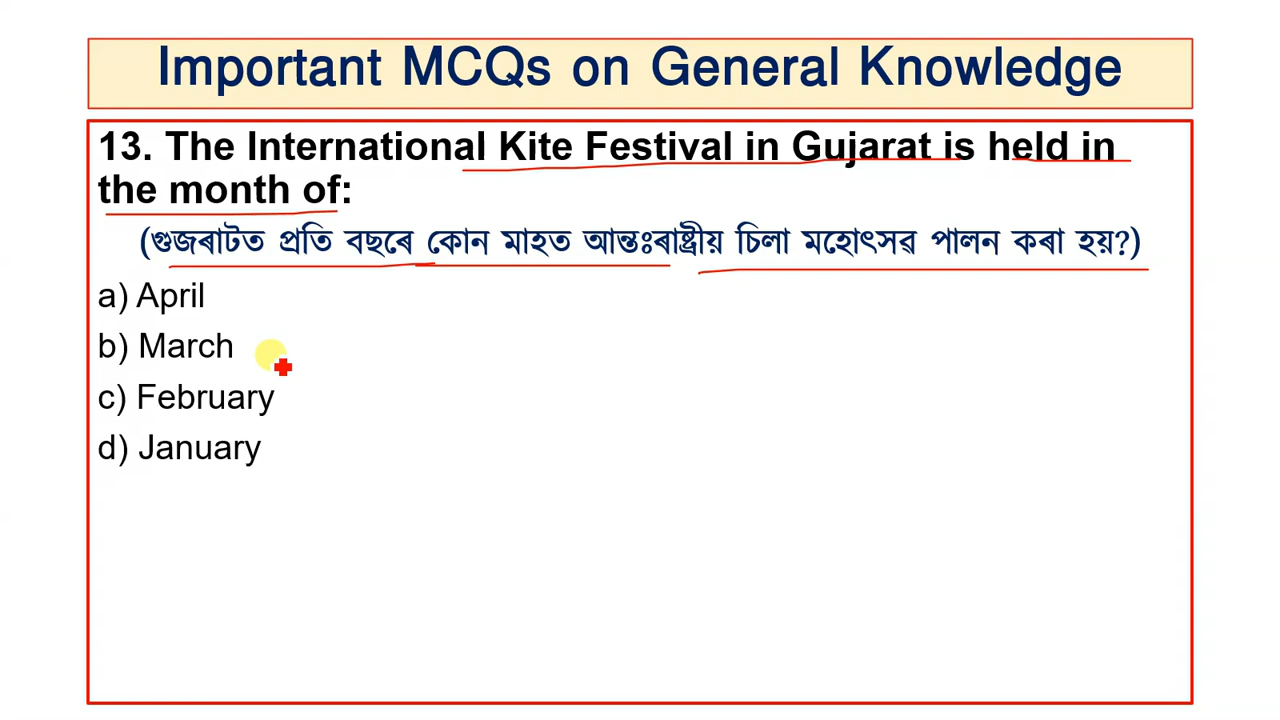 Important MCQs on General Knowledge
13. The International Kite Festival in Gujarat is held in
the month of:
(গুজৰাটত প্ৰতি বছৰে কোন মাহত আন্তঃৰাষ্ট্ৰীয় চিলা মহোৎসৱ পালন কৰা হয়?)
a) April
b) March
c) February
d) January